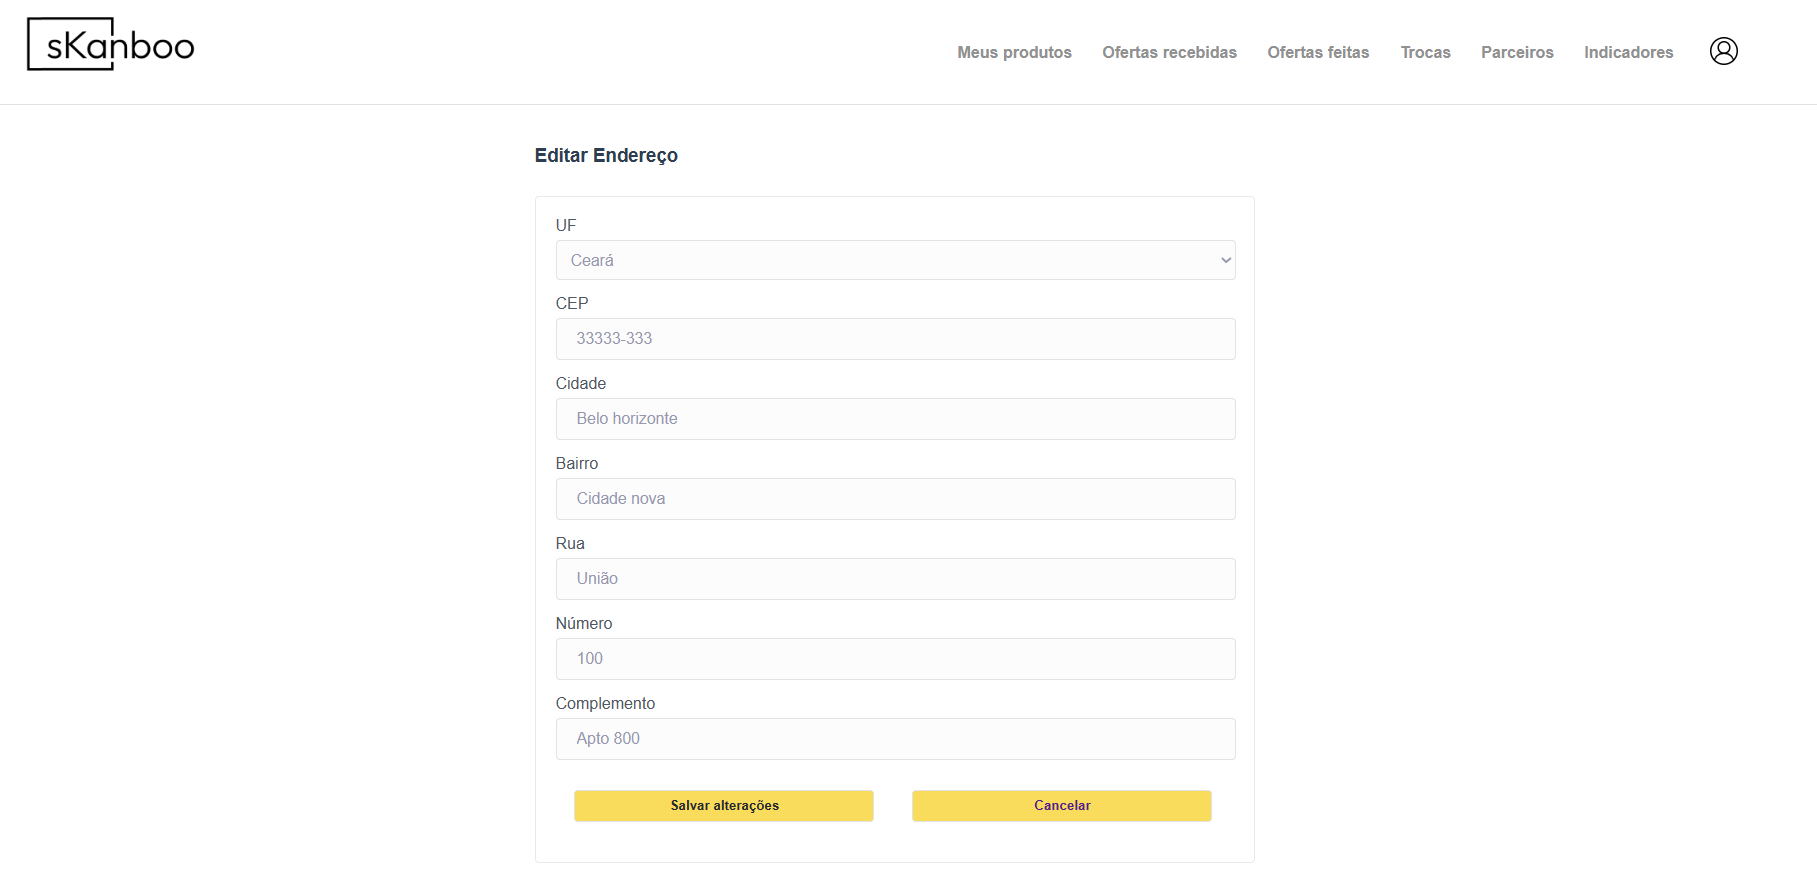 sKanboo
Meus produtos Ofertas recebidas Ofertas feitas Trocas Parceiros Indicadores
Editar Endereço
UF
Ceará
CEP
33333-333
Cidade
Belo horizonte
Bairro
Cidade nova
Rua
União
Número
100
Complemento
Apto 800
Salvar alterações Cancelar